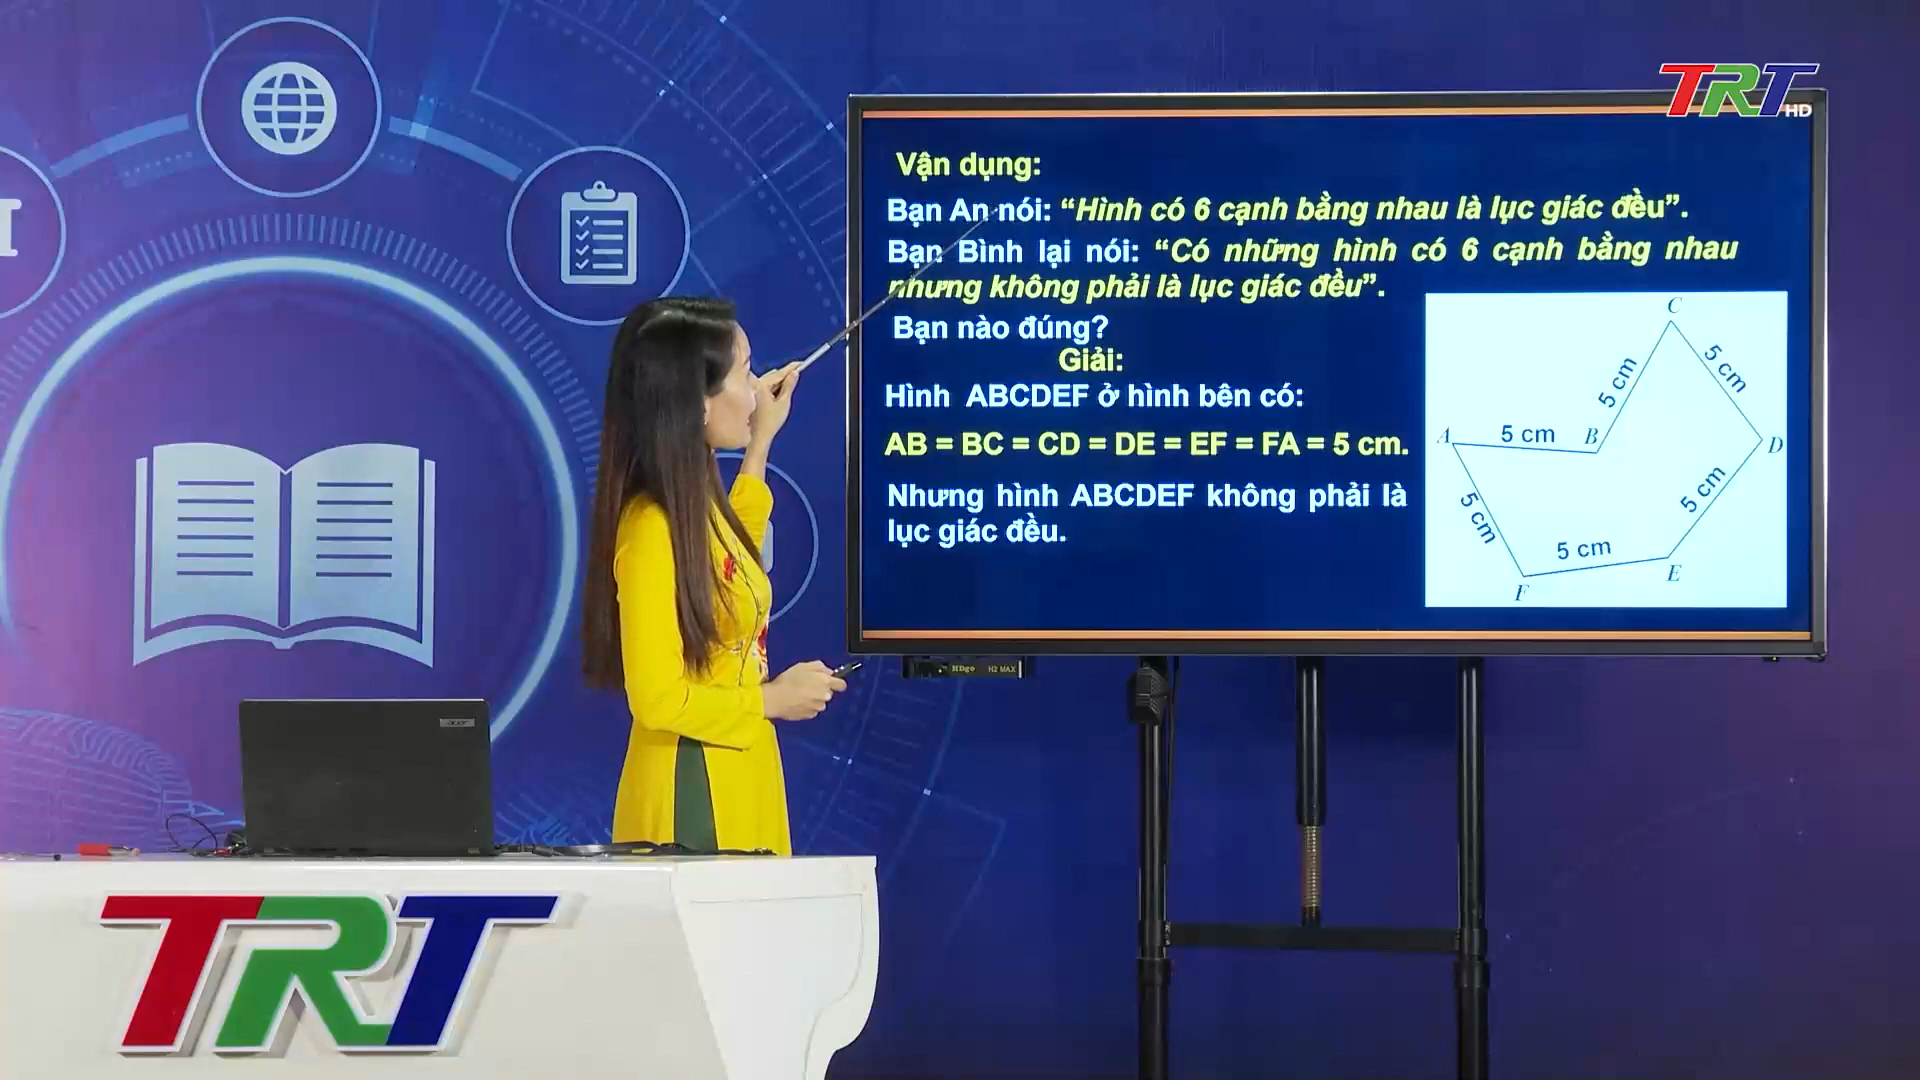 TRT HD
Vận dụng:
Bạn An nói: “Hình có 6 cạnh bằng nhau là lục giác đều”.
Bạn Bình lại nói: “Có những hình có 6 cạnh bằng nhau
nhưng không phải là lục giác đều”.
Bạn nào đúng?
Giải:
Hình ABCDEF ở hình bên có:
AB = BC = CD = DE = EF = FA = 5 cm.
Nhưng hình ABCDEF không phải là
lục giác đều.
C
5 cm
5 cm
A
5 cm
B
D
5 cm
5 cm
5 cm
E
F
HDgo H2 MAX
acer
TRT